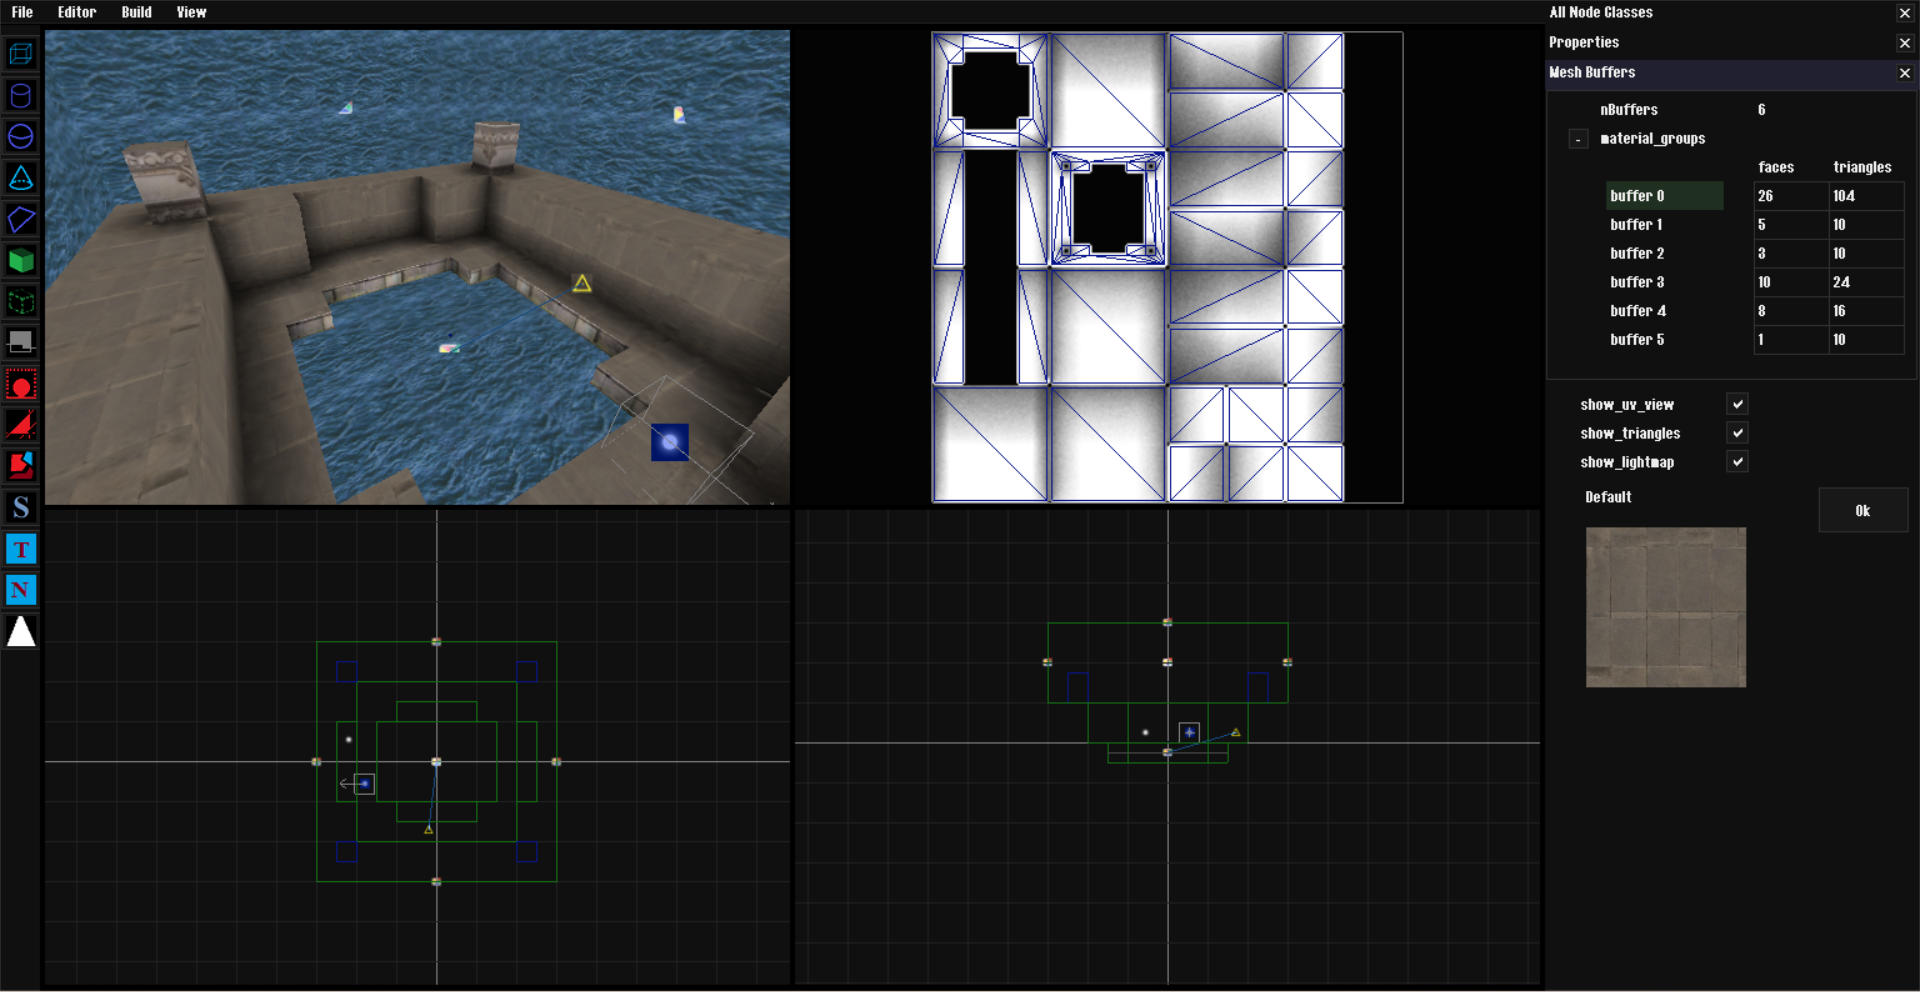 File Editor Build View
All Node Classes
Properties
Mesh Buffers
nBuffers 6
- material_groups
faces triangles
buffer 0 26 104
buffer 1 5 10
buffer 2 3 10
buffer 3 10 24
buffer 4 8 16
buffer 5 1 10
show_uv_view
show_triangles
show_lightmap
Default
Ok
S
T
N